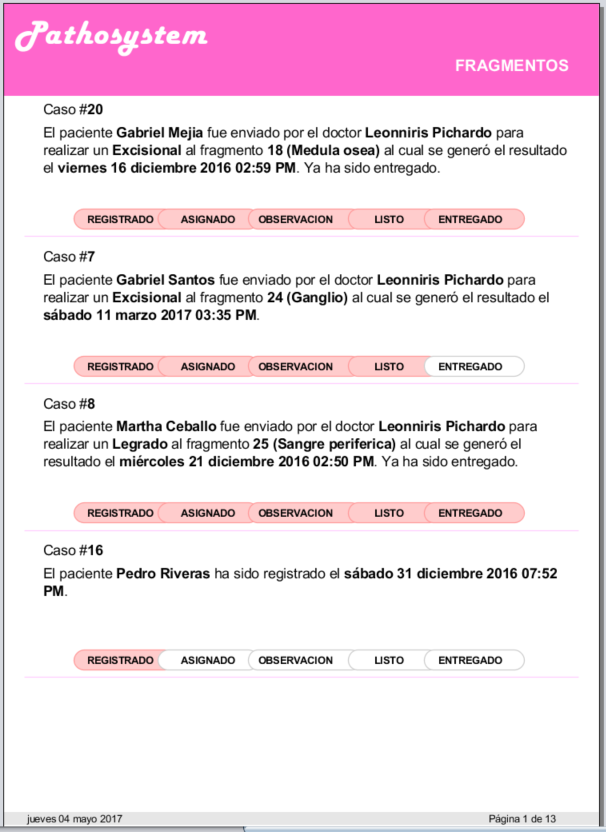 Pathosystem
FRAGMENTOS
Caso #20
El paciente Gabriel Mejia fue enviado por el doctor Leonniris Pichardo para
realizar un Excisional al fragmento 18 (Medula osea) al cual se generó el resultado
el viernes 16 diciembre 2016 02:59 PM. Ya ha sido entregado.
REGISTRADO ASIGNADO OBSERVACION LISTO ENTREGADO
Caso #7
El paciente Gabriel Santos fue enviado por el doctor Leonniris Pichardo para
realizar un Excisional al fragmento 24 (Ganglio) al cual se generó el resultado el
sábado 11 marzo 2017 03:35 PM.
REGISTRADO ASIGNADO OBSERVACION LISTO ENTREGADO
Caso #8
El paciente Martha Ceballo fue enviado por el doctor Leonniris Pichardo para
realizar un Legrado al fragmento 25 (Sangre periferica) al cual se generó el
resultado el miércoles 21 diciembre 2016 02:50 PM. Ya ha sido entregado.
REGISTRADO ASIGNADO OBSERVACION LISTO ENTREGADO
Caso #16
El paciente Pedro Riveras ha sido registrado el sábado 31 diciembre 2016 07:52
PM.
REGISTRADO ASIGNADO OBSERVACION LISTO ENTREGADO
jueves 04 mayo 2017 Página 1 de 13